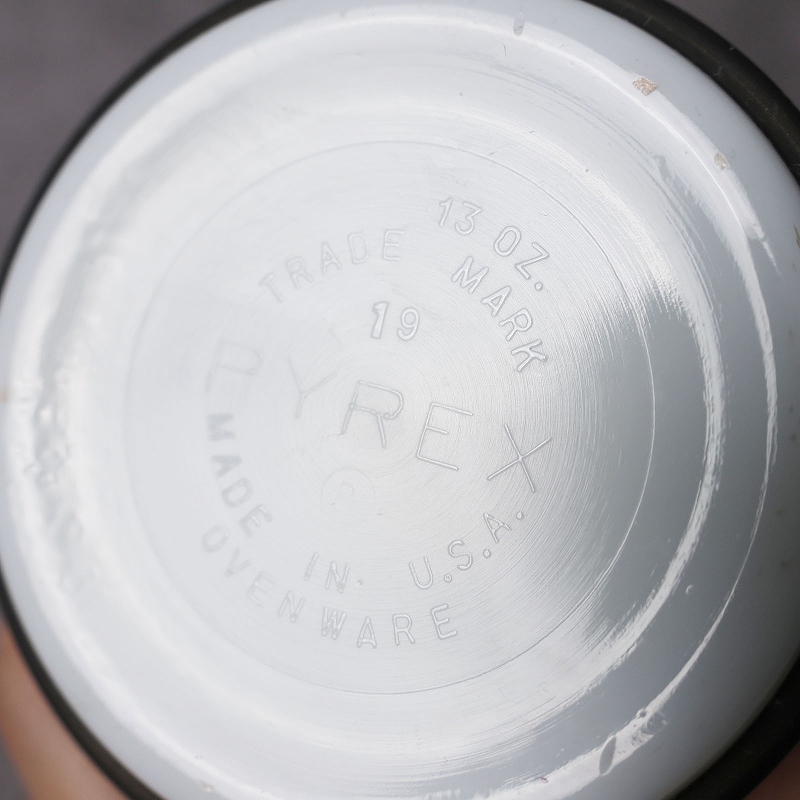 13 OZ.
TRADE MARK
19
PYREX
©
MADE IN U.S.A.
OVENWARE